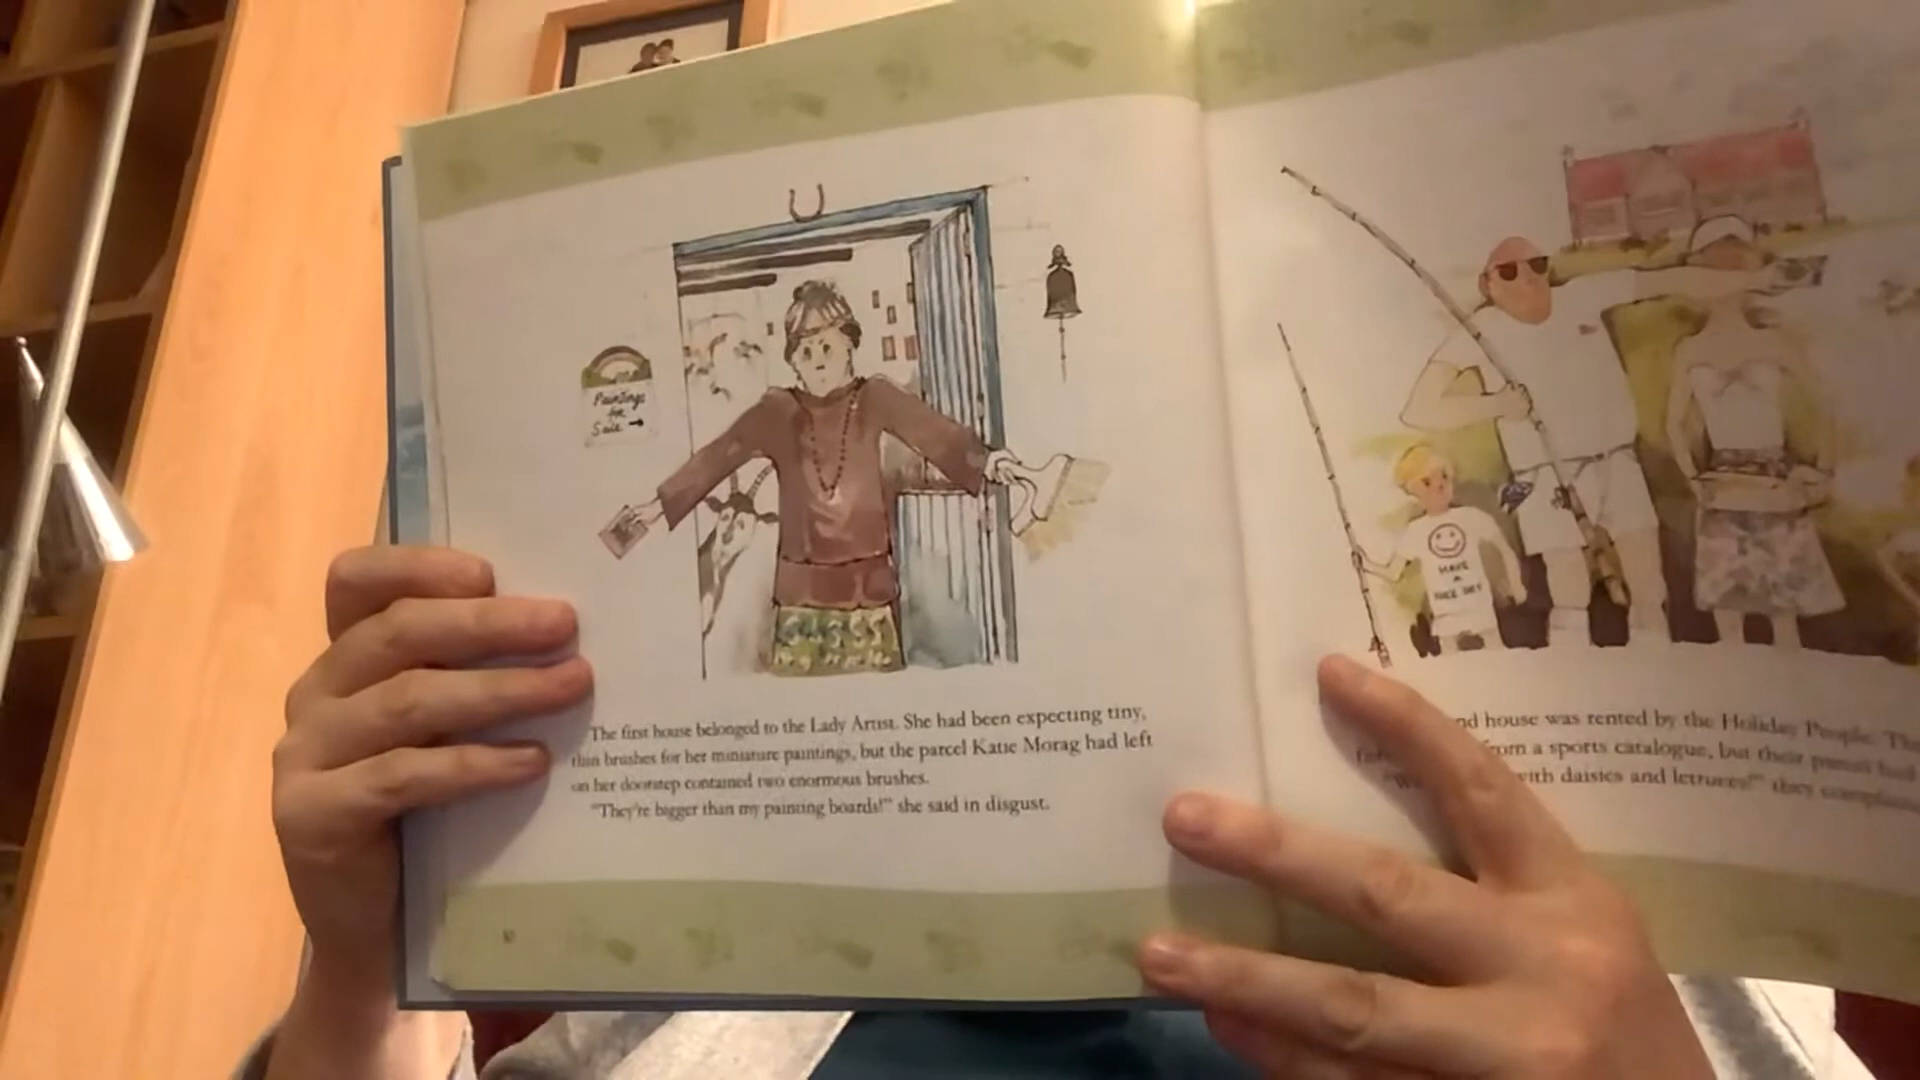 Paintings
for
Sale →
The first house belonged to the Lady Artist. She had been expecting tiny,
thin brushes for her miniature paintings, but the parcel Katie Morag had left
on her doorstep contained two enormous brushes.
"They're bigger than my painting boards!" she said in disgust.
HAVE
A
NICE DAY
nd house was rented by the Holiday People. The
from a sports catalogue, but their parcel had
with daisies and lettuces!" they